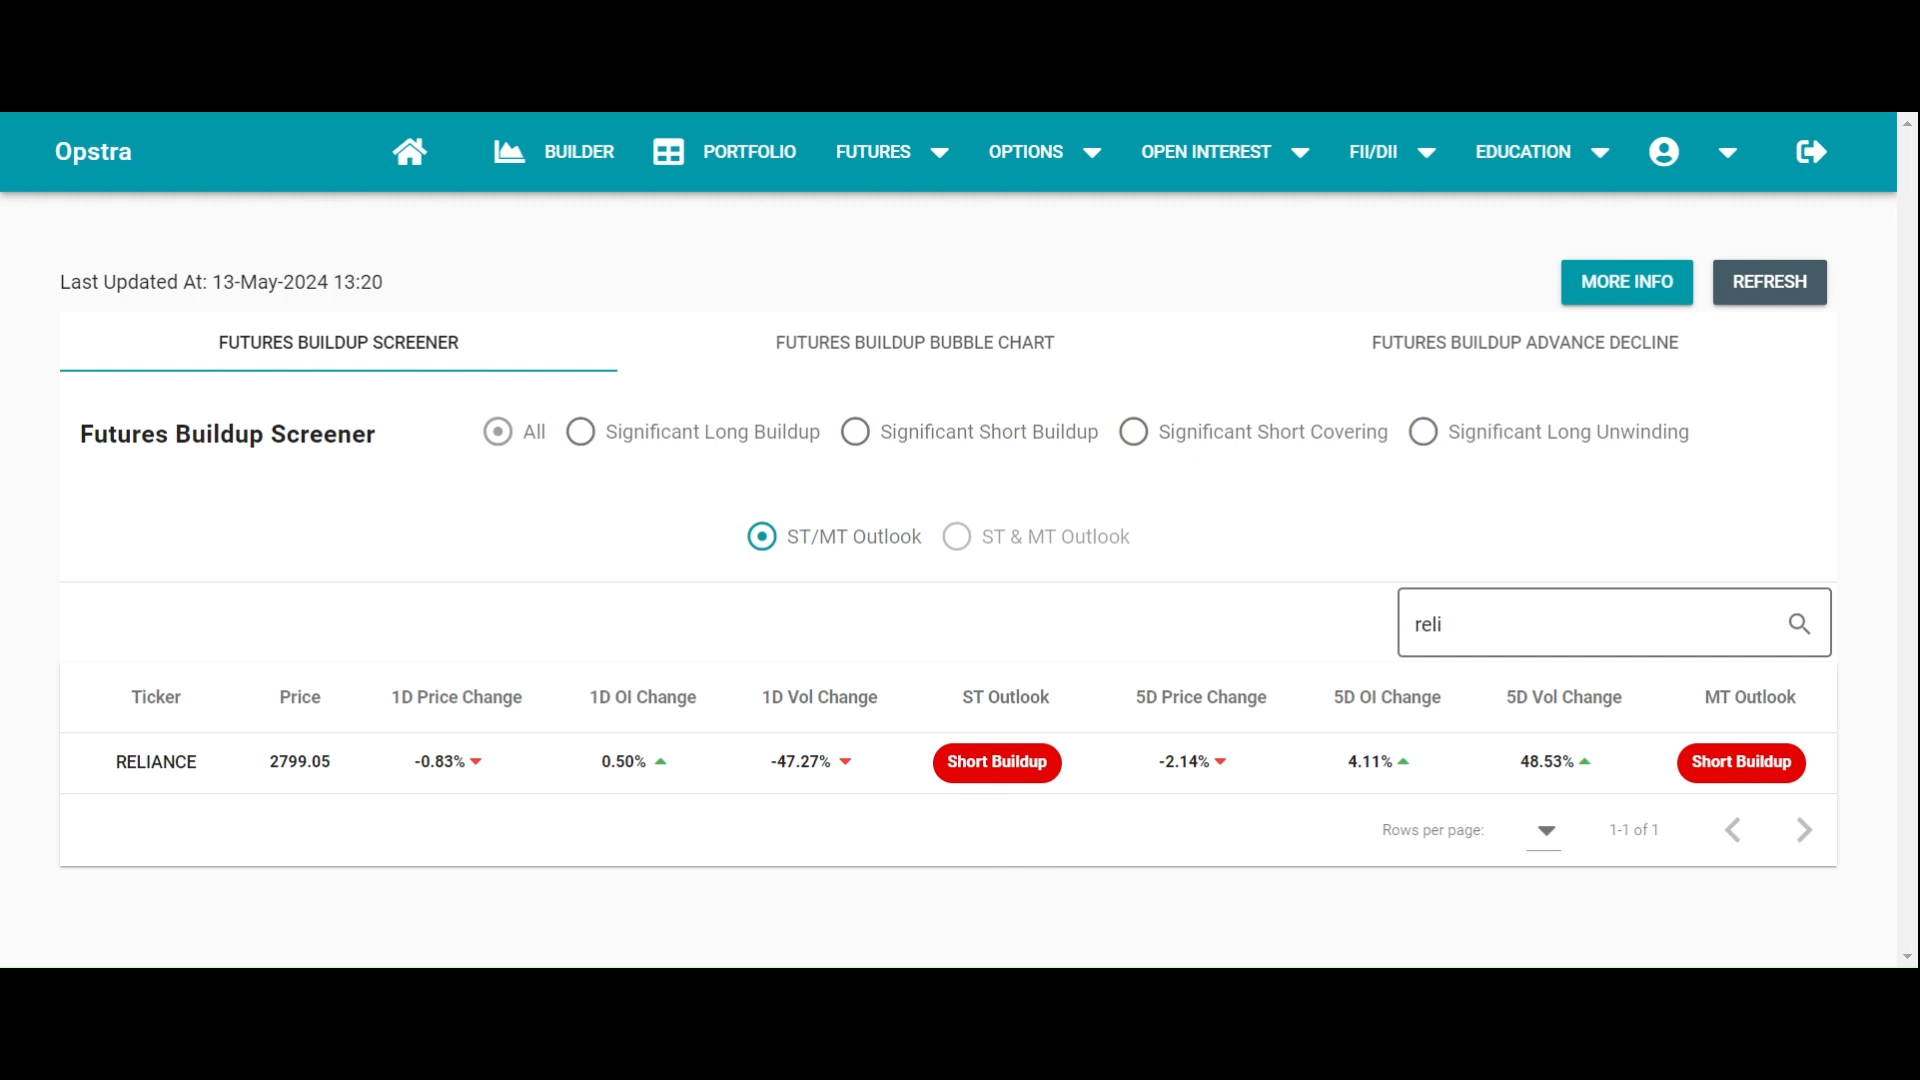 Opstra BUILDER PORTFOLIO FUTURES OPTIONS OPEN INTEREST FII/DII EDUCATION
Last Updated At: 13-May-2024 13:20 MORE INFO REFRESH
FUTURES BUILDUP SCREENER FUTURES BUILDUP BUBBLE CHART FUTURES BUILDUP ADVANCE DECLINE
Futures Buildup Screener All Significant Long Buildup Significant Short Buildup Significant Short Covering Significant Long Unwinding
ST/MT Outlook ST & MT Outlook
reli
Ticker Price 1D Price Change 1D OI Change 1D Vol Change ST Outlook 5D Price Change 5D OI Change 5D Vol Change MT Outlook
RELIANCE 2799.05 -0.83% 0.50% -47.27% Short Buildup -2.14% 4.11% 48.53% Short Buildup
Rows per page: 1-1 of 1